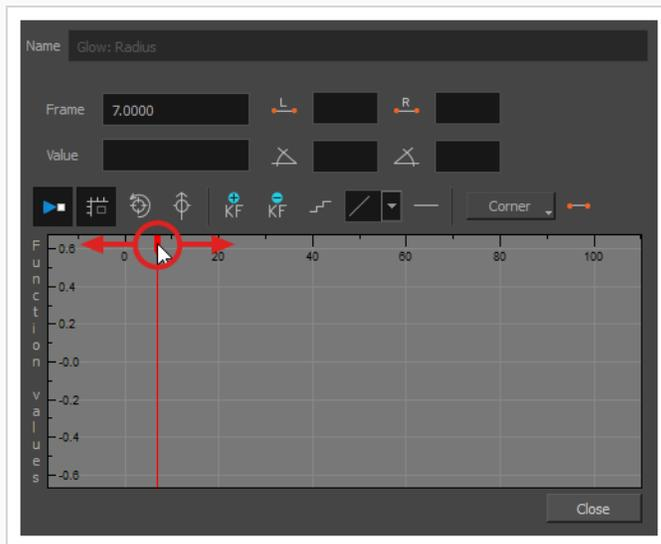 Name Glow: Radius
Frame 7.0000 L R
Value
KF KF Corner
Function values
0 20 40 60 80 100
0.6
0.4
0.2
-0.0
-0.2
-0.4
-0.6
Close